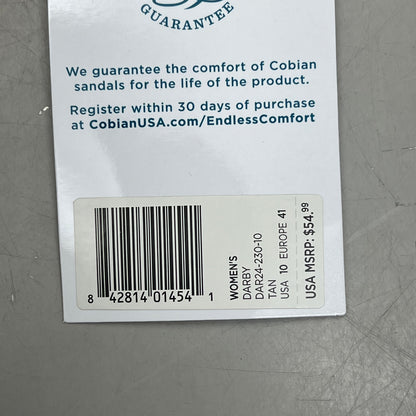 GUARANTEE
We guarantee the comfort of Cobian
sandals for the life of the product.
Register within 30 days of purchase
at CobianUSA.com/EndlessComfort
8 42814 01454 1
WOMEN'S
DARBY
DAR24-230-10
TAN
USA 10 EUROPE 41
USA MSRP: $54.99